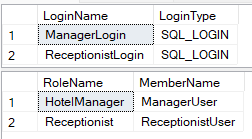 LoginName LoginType
1 ManagerLogin SQL_LOGIN
2 ReceptionistLogin SQL_LOGIN
RoleName MemberName
1 HotelManager ManagerUser
2 Receptionist ReceptionistUser